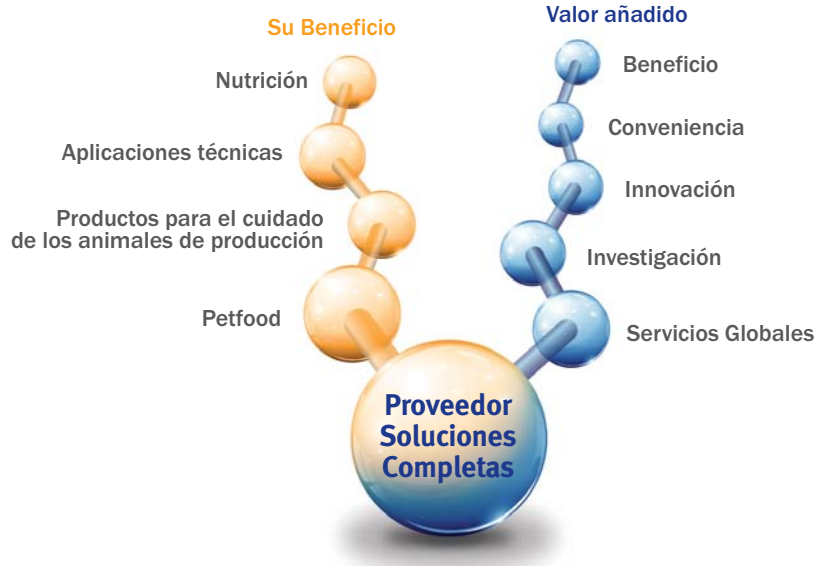 Su Beneficio
Nutrición
Aplicaciones técnicas
Productos para el cuidado
de los animales de producción
Petfood
Valor añadido
Beneficio
Conveniencia
Innovación
Investigación
Servicios Globales
Proveedor
Soluciones
Completas